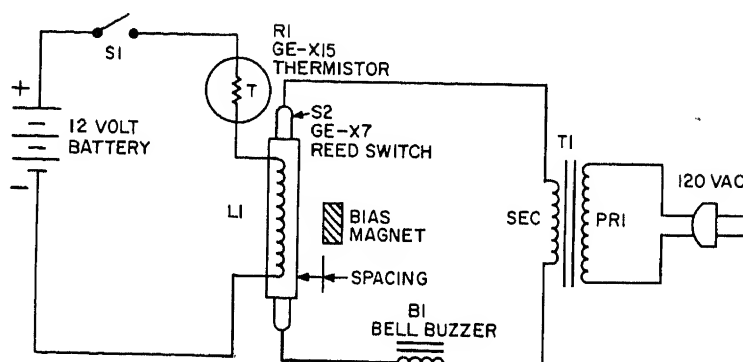 S1
+
12 VOLT
BATTERY
−
R1
GE-X15
THERMISTOR
T
S2
GE-X7
REED SWITCH
L1
BIAS
MAGNET
SPACING
B1
BELL BUZZER
T1
SEC
PRI
120 VAC